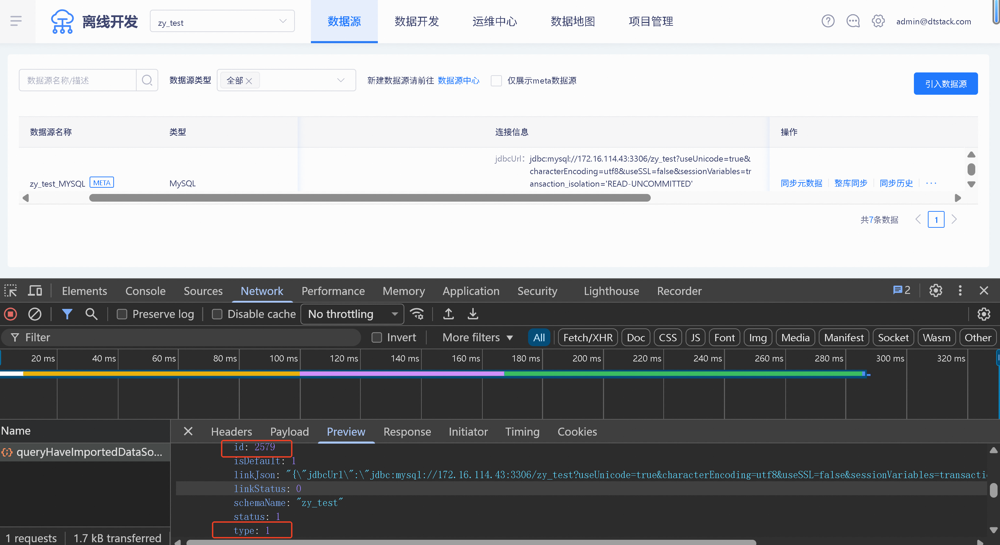 离线开发
zy_test
数据源
数据开发
运维中心
数据地图
项目管理
admin@dtstack.com
数据源名称/描述
数据源类型
全部
新建数据源请前往 数据源中心
仅展示meta数据源
引入数据源
数据源名称
类型
连接信息
操作
jdbcUrl： jdbc:mysql://172.16.114.43:3306/zy_test?useUnicode=true&
characterEncoding=utf8&useSSL=false&sessionVariables=tr
ansaction_isolation='READ-UNCOMMITTED'
zy_test_MYSQL META
MySQL
同步元数据
整库同步
同步历史
···
共7条数据
1
Elements
Console
Sources
Network
Performance
Memory
Application
Security
Lighthouse
Recorder
2
Preserve log
Disable cache
No throttling
Filter
Invert
More filters
All
Fetch/XHR
Doc
CSS
JS
Font
Img
Media
Manifest
Socket
Wasm
Other
20 ms
40 ms
60 ms
80 ms
100 ms
120 ms
140 ms
160 ms
180 ms
200 ms
220 ms
240 ms
260 ms
280 ms
300 ms
320 ms
Name
Headers
Payload
Preview
Response
Initiator
Timing
Cookies
queryHaveImportedDataSo...
id: 2579
isDefault: 1
linkJson: "{\"jdbcUrl\":\"jdbc:mysql://172.16.114.43:3306/zy_test?useUnicode=true&characterEncoding=utf8&useSSL=false&sessionVariables=transacti
linkStatus: 0
schemaName: "zy_test"
status: 1
type: 1
1 requests
1.7 kB transferred